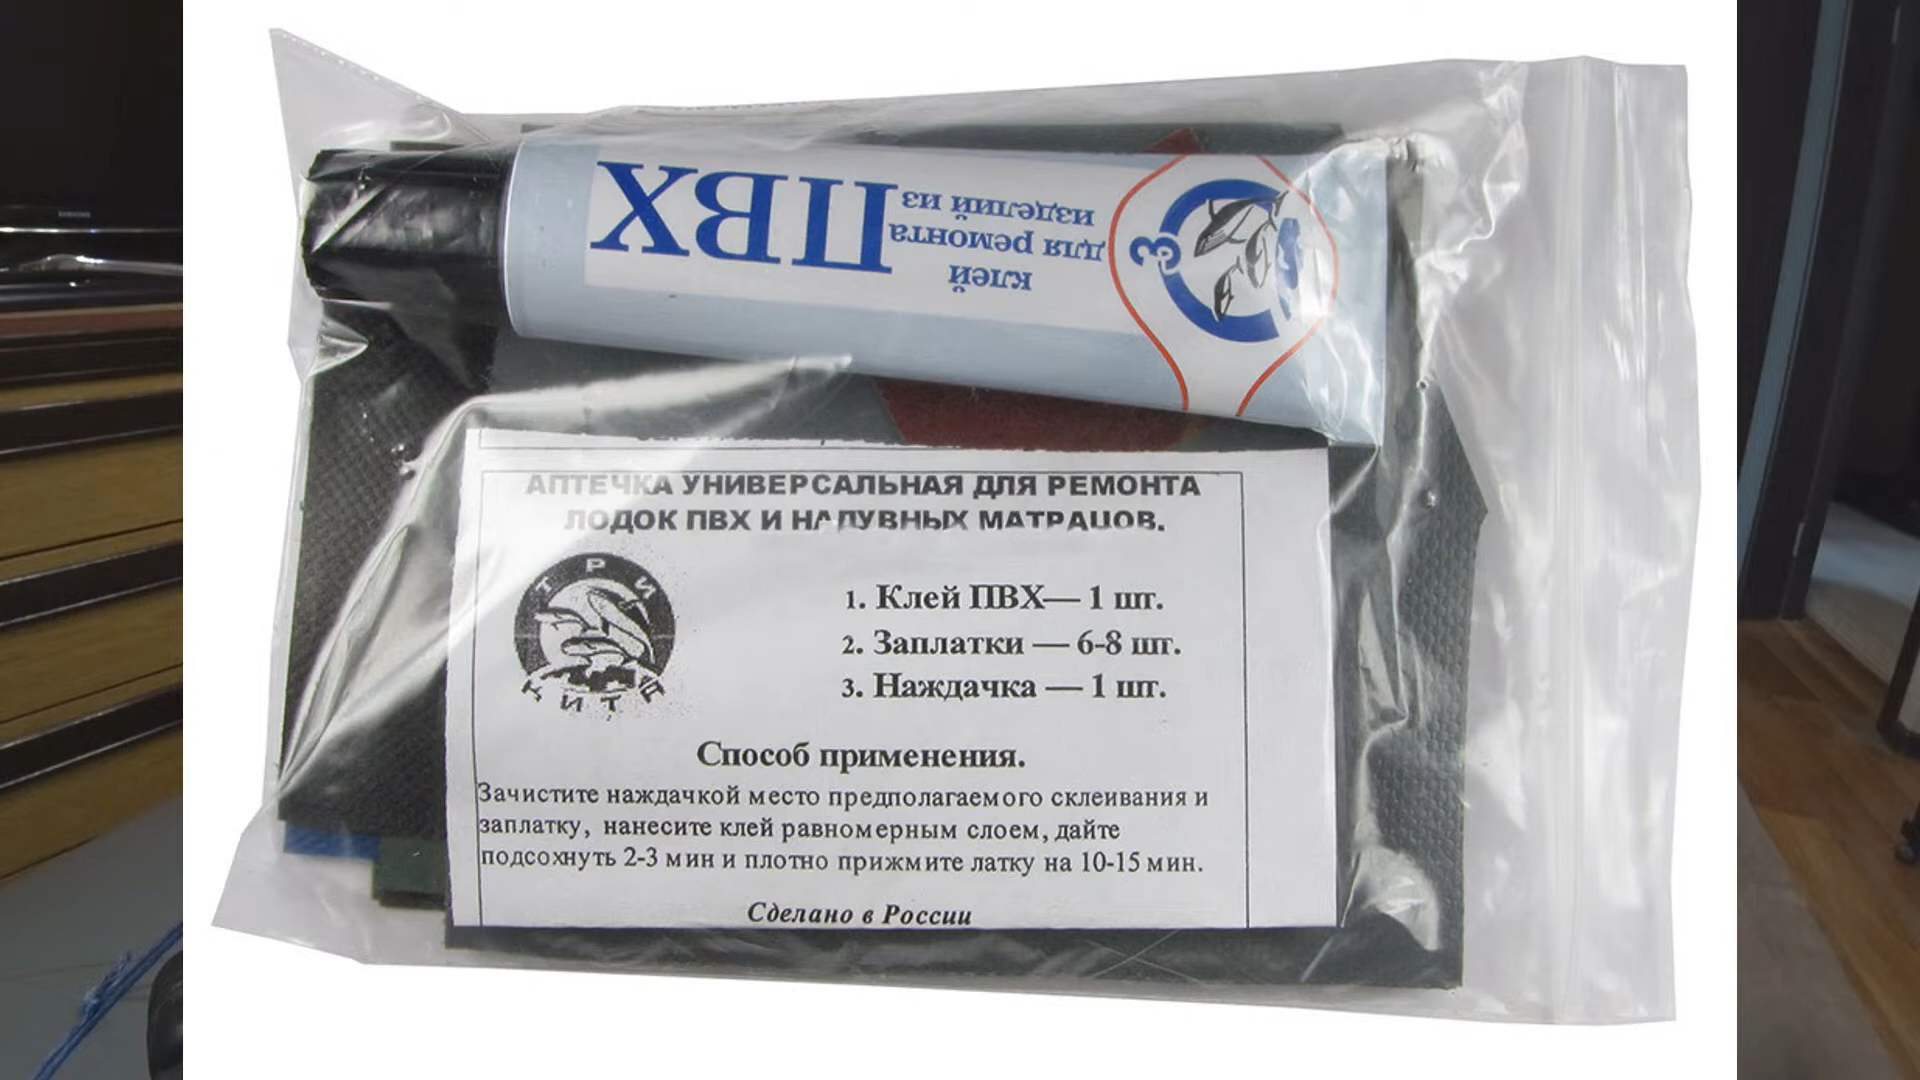 клей
для ремонта
изделий из
ПВХ
3
АПТЕЧКА УНИВЕРСАЛЬНАЯ ДЛЯ РЕМОНТА
ЛОДОК ПВХ И НАДУВНЫХ МАТРАЦОВ.
ТРИ
КИТА
1. Клей ПВХ— 1 шт.
2. Заплатки — 6-8 шт.
3. Наждачка — 1 шт.
Способ применения.
Зачистите наждачкой место предполагаемого склеивания и
заплатку, нанесите клей равномерным слоем, дайте
подсохнуть 2-3 мин и плотно прижмите латку на 10-15 мин.
Сделано в России